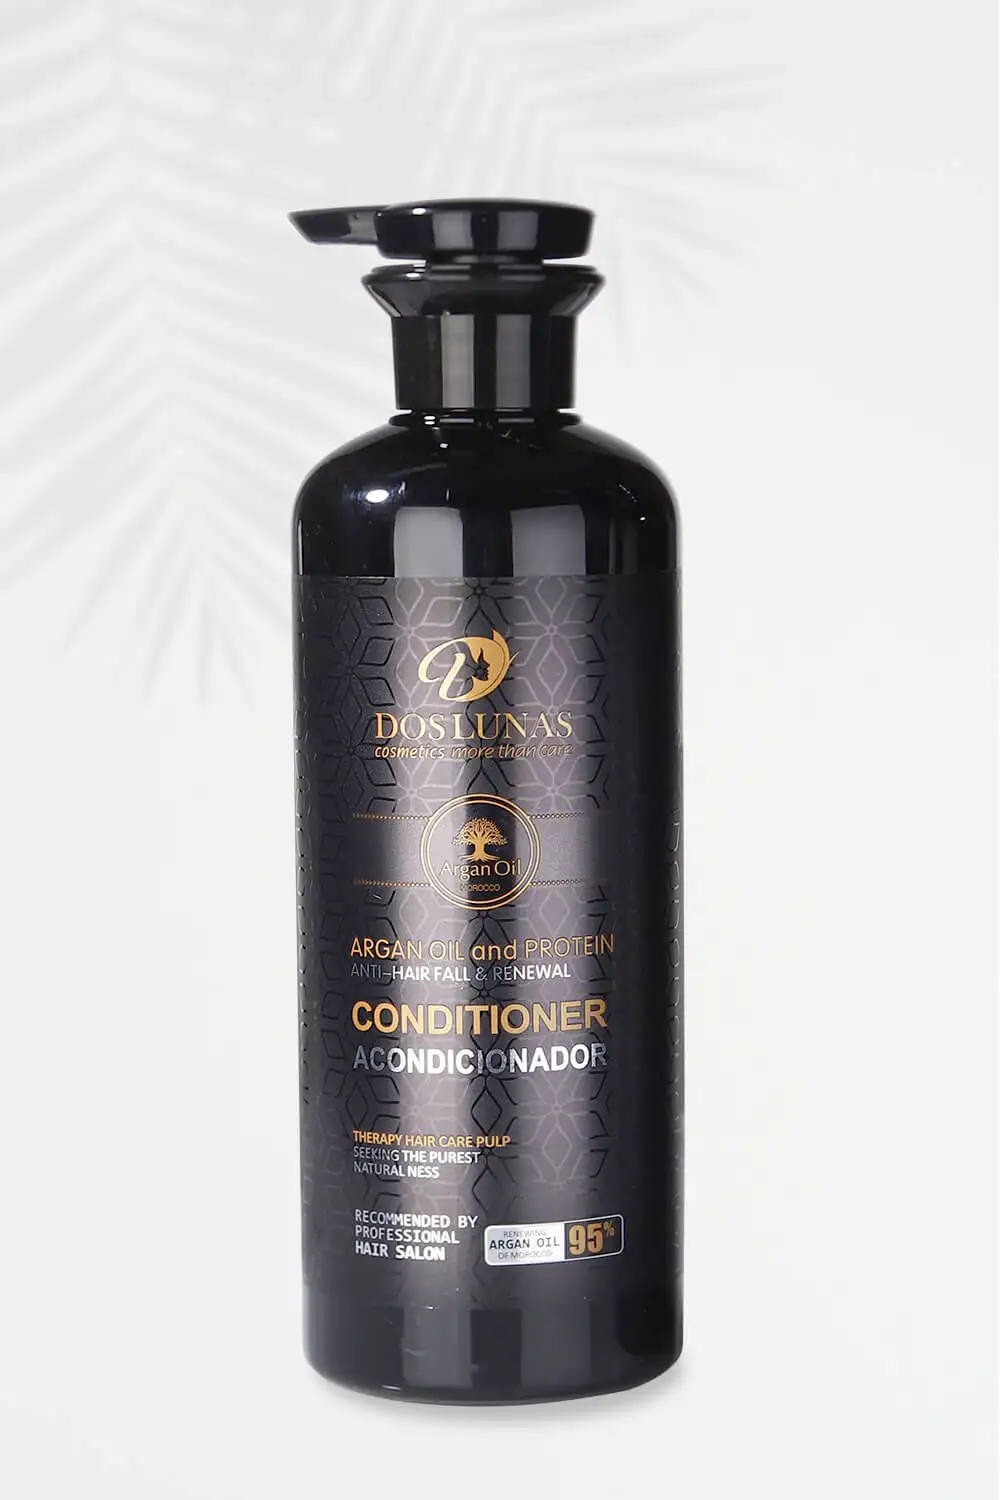 DOS LUNAS
cosmetics more than care
Argan Oil
MOROCCO
ARGAN OIL and PROTEIN
ANTI-HAIR FALL & RENEWAL
CONDITIONER
ACONDICIONADOR
THERAPY HAIR CARE PULP
SEEKING THE PUREST
NATURAL NESS
RECOMMENDED BY
PROFESSIONAL
HAIR SALON
RENEWING
ARGAN OIL
OF MOROCCO
95%